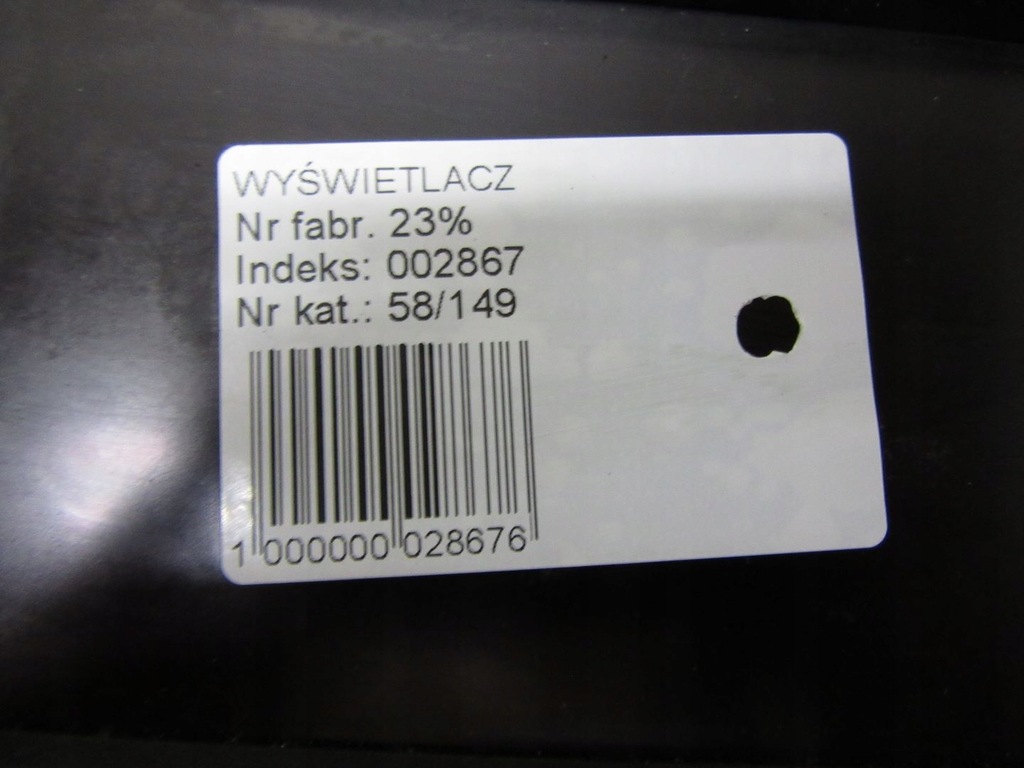 WYŚWIETLACZ
Nr fabr. 23%
Indeks: 002867
Nr kat.: 58/149
1 000000 028676